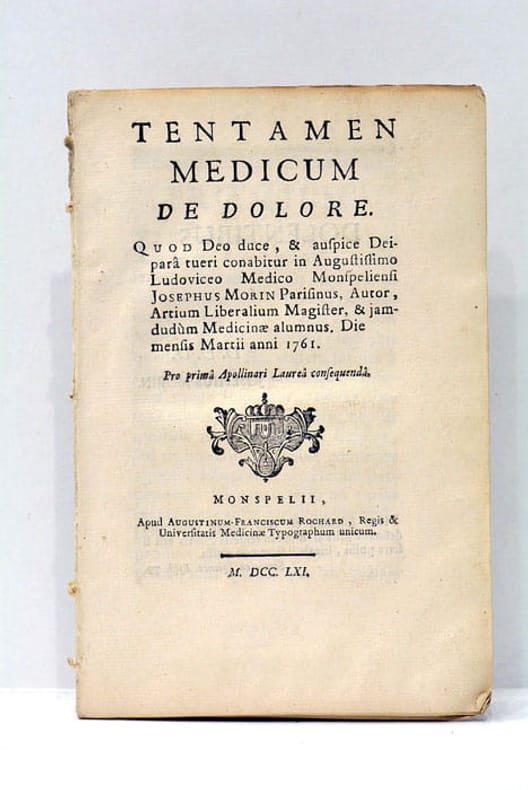 TENTAMEN
MEDICUM
DE DOLORE.
QUOD Deo duce, & auſpice Dei-
parâ tueri conabitur in Auguſtiſſimo
Ludoviceo Medico Monſpelienſi
JOSEPHUS MORIN Pariſinus, Autor,
Artium Liberalium Magiſter, & jam-
dudùm Medicinæ alumnus. Die
menſis Martii anni 1761.
Pro primâ Apollinari Laureâ conſequendâ.
MONSPELII,
Apud AUGUSTINUM-FRANCISCUM ROCHARD, Regis &
Univerſitatis Medicinæ Typographum unicum.
M. DCC. LXI.